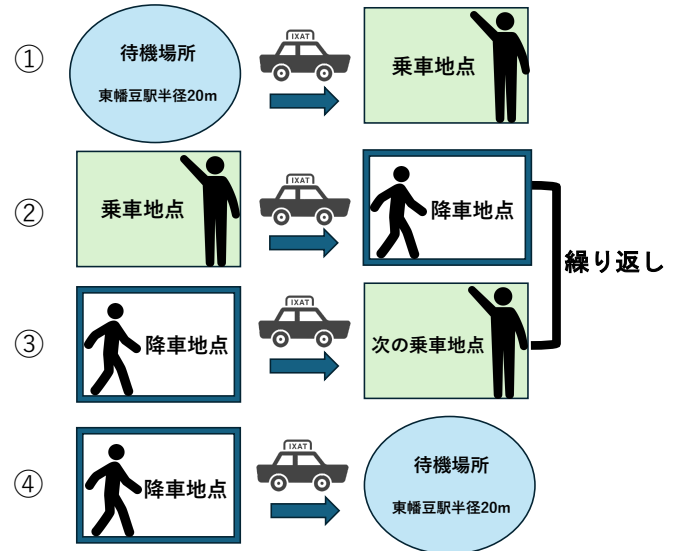 ①
待機場所
東幡豆駅半径20m
IXAT
乗車地点
②
乗車地点
IXAT
降車地点
繰り返し
③
降車地点
IXAT
次の乗車地点
④
降車地点
IXAT
待機場所
東幡豆駅半径20m